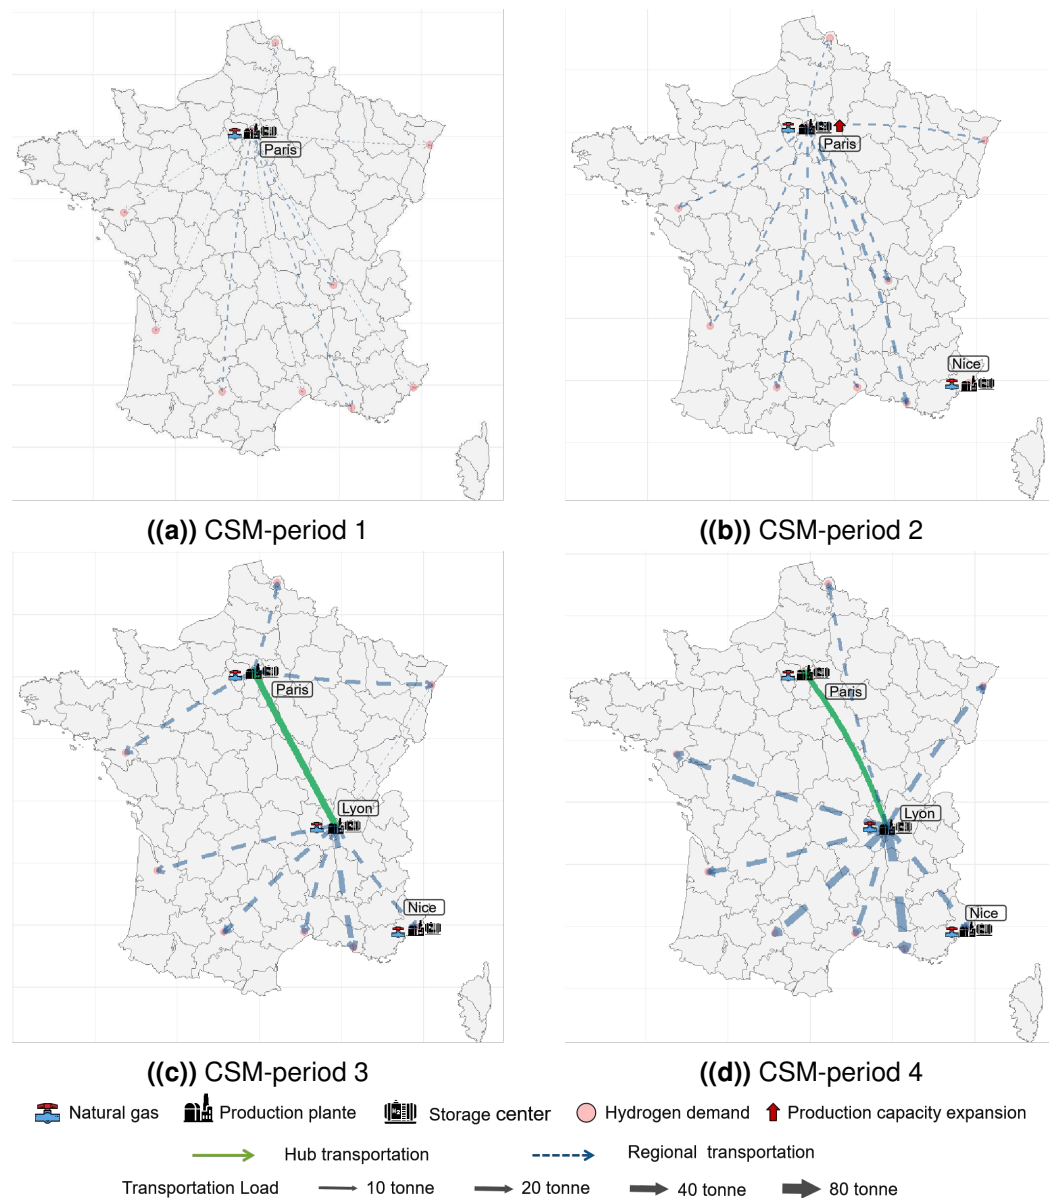 Paris
Paris
Nice
((a)) CSM-period 1
((b)) CSM-period 2
Paris
Lyon
Nice
Paris
Lyon
Nice
((c)) CSM-period 3
((d)) CSM-period 4
Natural gas
Production plante
Storage center
Hydrogen demand
Production capacity expansion
Hub transportation
Regional transportation
Transportation Load
10 tonne
20 tonne
40 tonne
80 tonne